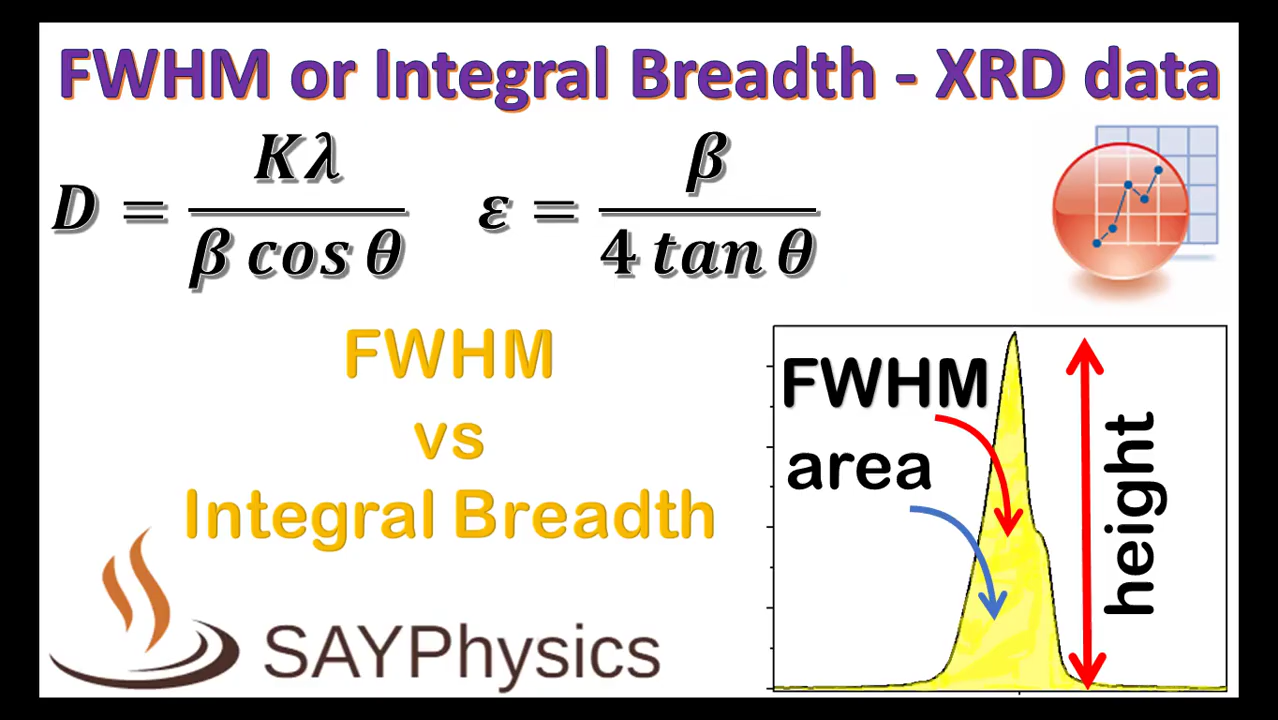 FWHM or Integral Breadth - XRD data
D = Kλ / β cos θ
ε = β / 4 tan θ
FWHM
vs
Integral Breadth
SAYPhysics
FWHM
area
height